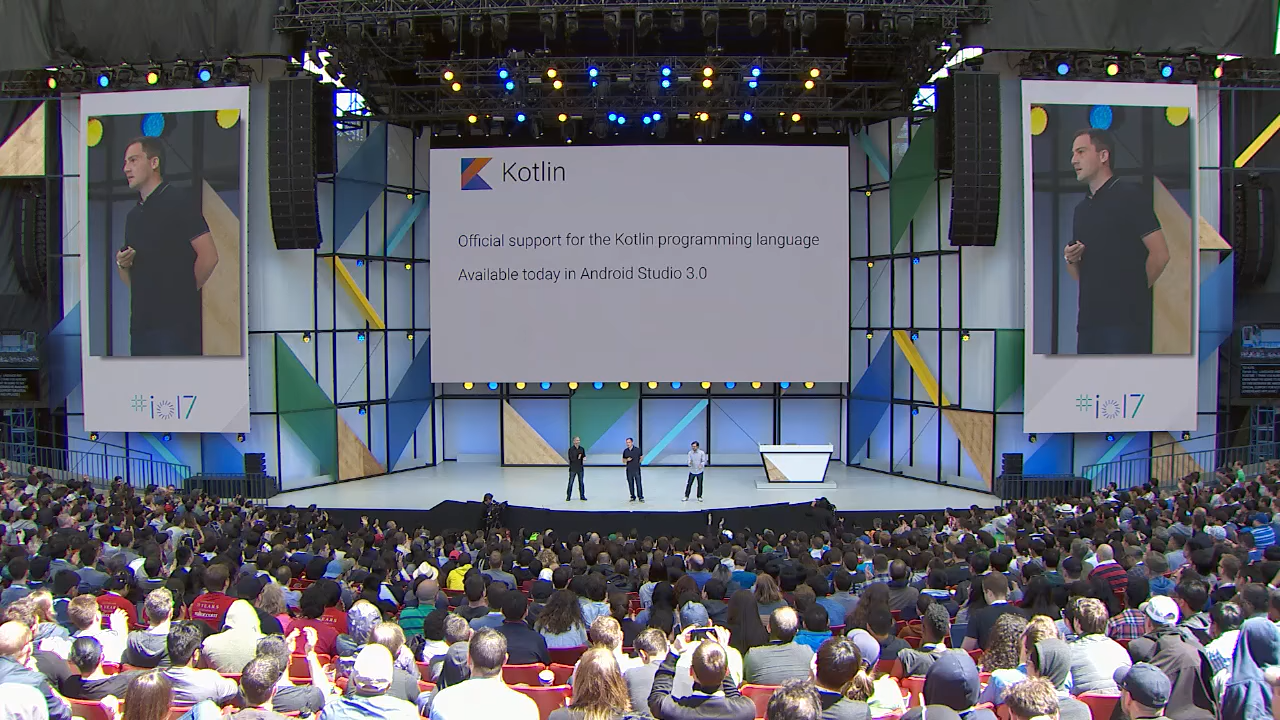 Kotlin
Official support for the Kotlin programming language
Available today in Android Studio 3.0
#io17
#io17